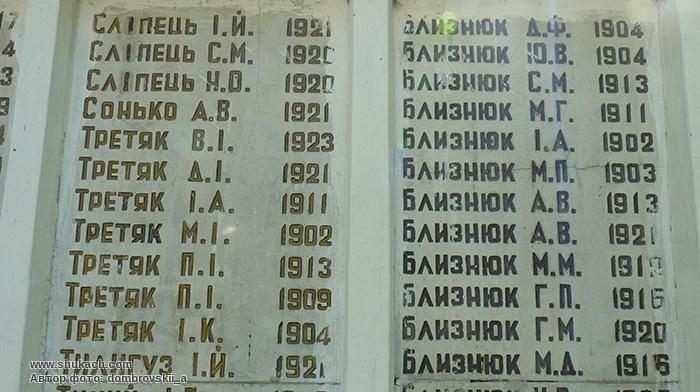 Сліпець І.Й. 1921
Сліпець С.М. 1920
Сліпець Н.О. 1920
Сонько А.В. 1921
Третяк В.І. 1923
Третяк Д.І. 1921
Третяк І.А. 1911
Третяк М.І. 1902
Третяк П.І. 1913
Третяк П.І. 1909
Третяк І.К. 1904
І.Й. 1921
Близнюк Д.Ф. 1904
Близнюк Ю.В. 1904
Близнюк С.М. 1913
Близнюк М.Г. 1911
Близнюк І.А. 1902
Близнюк М.П. 1903
Близнюк А.В. 1913
Близнюк А.В. 1921
Близнюк М.М.
Близнюк Г.П. 1916
Близнюк Г.М. 1920
Близнюк М.Д. 1916
www.shukach.com
Автор фото: dombrovskii_a